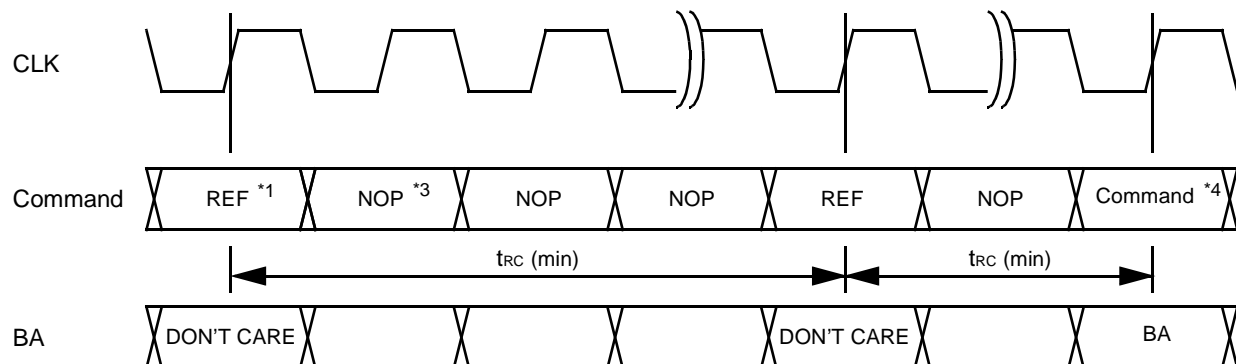 CLK
Command REF *1 NOP *3 NOP NOP REF NOP Command *4
tRC (min) tRC (min)
BA DON'T CARE DON'T CARE BA